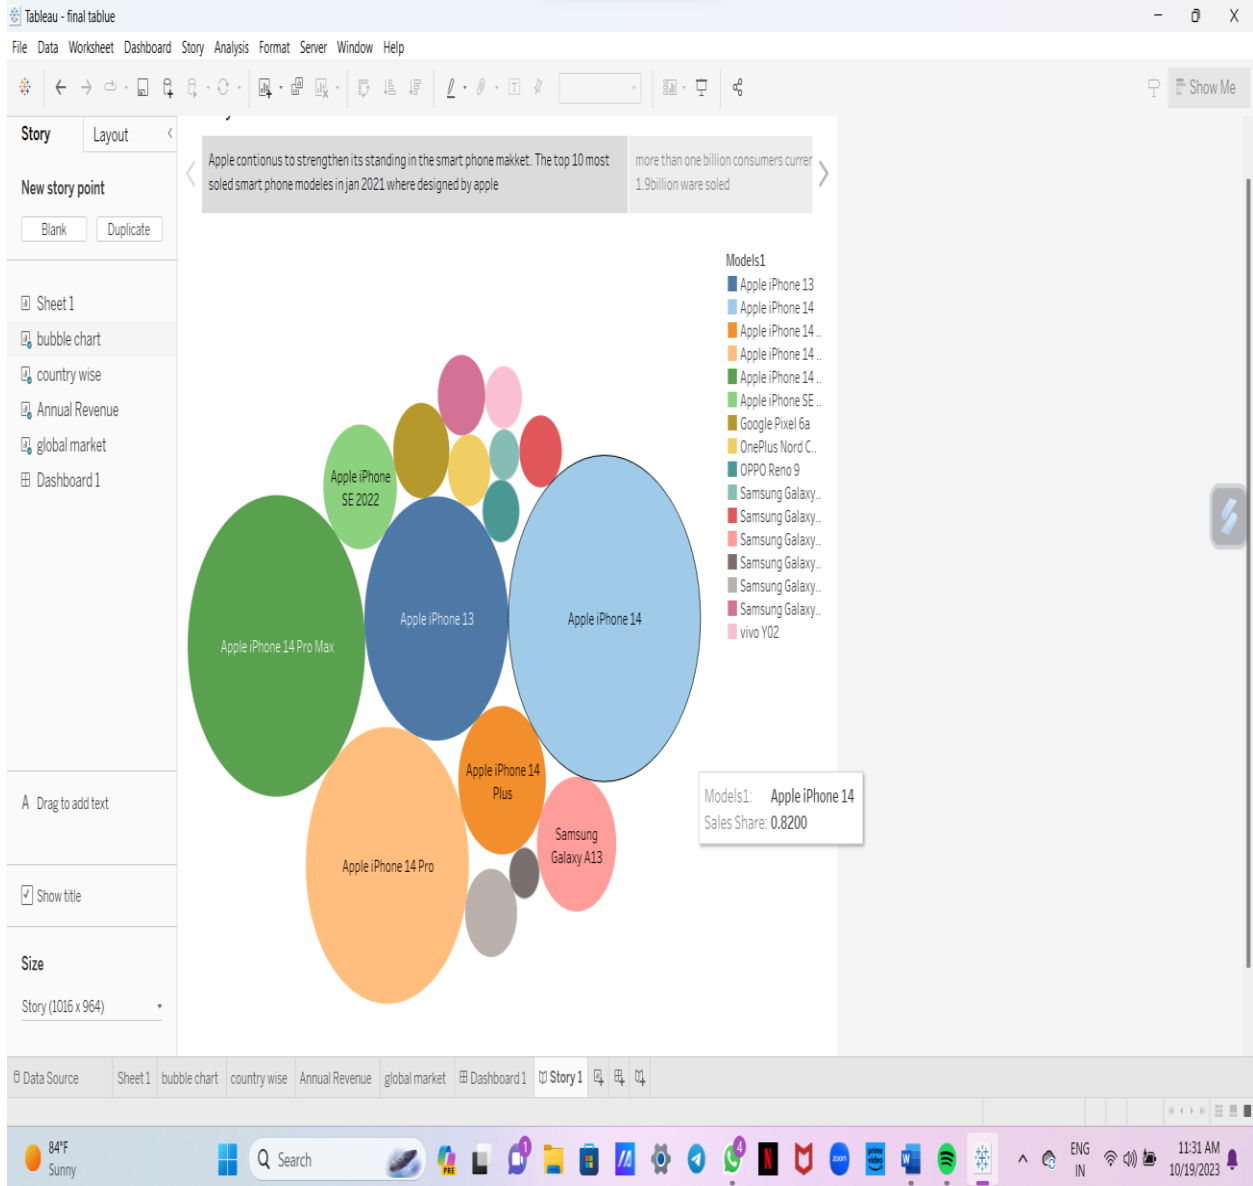 Tableau - final tablue
File Data Worksheet Dashboard Story Analysis Format Server Window Help
Show Me
Story Layout
New story point
Blank Duplicate
Sheet 1
bubble chart
country wise
Annual Revenue
global market
Dashboard 1
A Drag to add text
Show title
Size
Story (1016 x 964)
Apple contionus to strengthen its standing in the smart phone makket. The top 10 most
soled smart phone modeles in jan 2021 where designed by apple
more than one billion consumers currer
1.9billion ware soled
Models1
Apple iPhone 13
Apple iPhone 14
Apple iPhone 14 ..
Apple iPhone 14 ..
Apple iPhone 14 ..
Apple iPhone SE ..
Google Pixel 6a
OnePlus Nord C..
OPPO Reno 9
Samsung Galaxy..
Samsung Galaxy..
Samsung Galaxy..
Samsung Galaxy..
Samsung Galaxy..
Samsung Galaxy..
vivo Y02
Apple iPhone
SE 2022
Apple iPhone 13
Apple iPhone 14
Apple iPhone 14 Pro Max
Apple iPhone 14
Plus
Samsung
Galaxy A13
Apple iPhone 14 Pro
Models1: Apple iPhone 14
Sales Share: 0.8200
Data Source Sheet 1 bubble chart country wise Annual Revenue global market Dashboard 1 Story 1
84°F
Sunny
Search
PRE
1
4
zoom
prime
video
ENG
IN
11:31 AM
10/19/2023